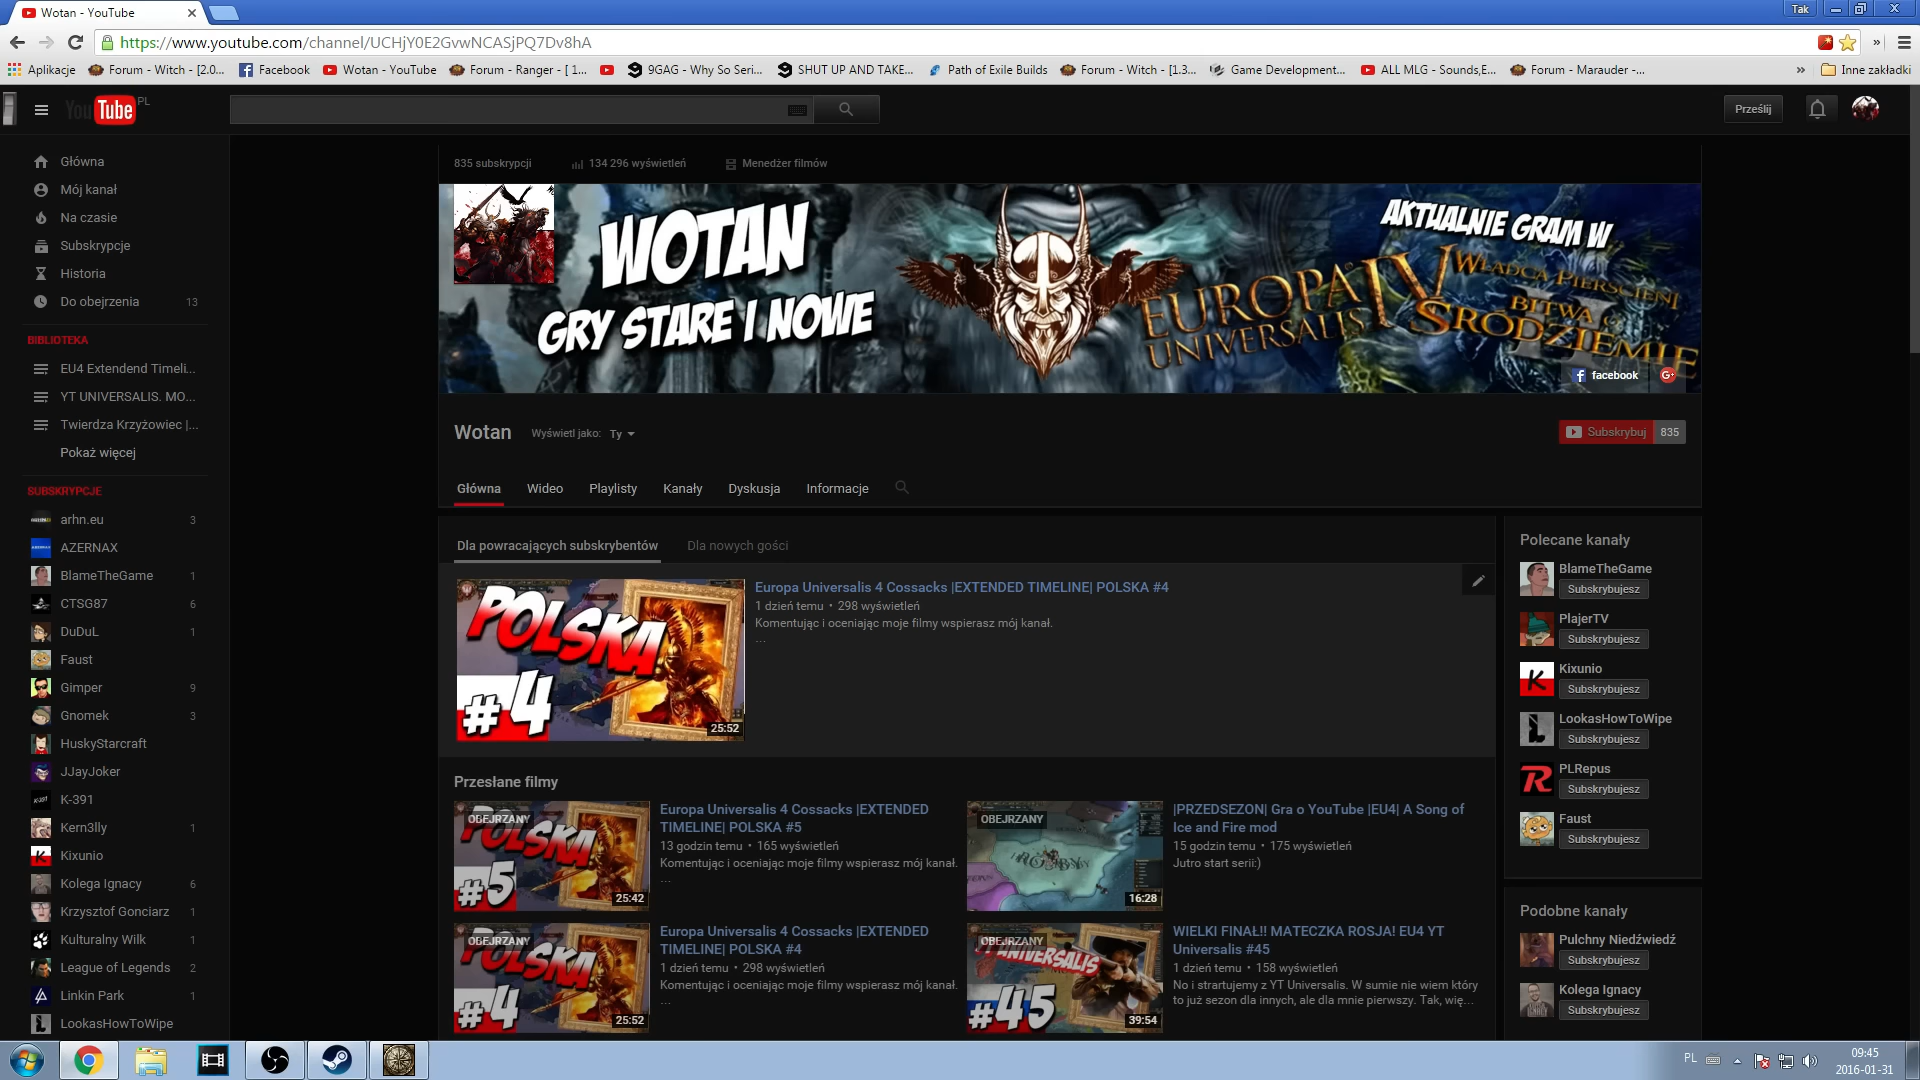 Wotan - YouTube
Tak
https://www.youtube.com/channel/UCHjY0E2GvwNCASjPQ7Dv8hA
Aplikacje
Forum - Witch - [2.0...
Facebook
Wotan - YouTube
Forum - Ranger - [ 1...
9GAG - Why So Seri...
SHUT UP AND TAKE...
Path of Exile Builds
Forum - Witch - [1.3...
Game Development...
ALL MLG - Sounds,E...
Forum - Marauder -...
Inne zakładki
YouTube PL
Prześlij
Główna
Mój kanał
Na czasie
Subskrypcje
Historia
Do obejrzenia 13
BIBLIOTEKA
EU4 Extendend Timeli...
YT UNIVERSALIS. MO...
Twierdza Krzyżowiec |...
Pokaż więcej
SUBSKRYPCJE
arhn.eu 3
AZERNAX
BlameTheGame 1
CTSG87 6
DuDuL 1
Faust
Gimper 9
Gnomek 3
HuskyStarcraft
JJayJoker
K-391
Kern3lly 1
Kixunio
Kolega Ignacy 6
Krzysztof Gonciarz 1
Kulturalny Wilk 1
League of Legends 2
Linkin Park 1
LookasHowToWipe
835 subskrypcji
134 296 wyświetleń
Menedżer filmów
WOTAN
GRY STARE I NOWE
AKTUALNIE GRAM W
EUROPA IV
UNIVERSALIS
WŁADCA PIERŚCIENI
BITWA O
ŚRÓDZIEMIE
II
facebook
Wotan
Wyświetl jako: Ty
Subskrybuj 835
Główna
Wideo
Playlisty
Kanały
Dyskusja
Informacje
Dla powracających subskrybentów
Dla nowych gości
POLSKA
#4
25:52
Europa Universalis 4 Cossacks |EXTENDED TIMELINE| POLSKA #4
1 dzień temu • 298 wyświetleń
Komentując i oceniając moje filmy wspierasz mój kanał.
...
Przesłane filmy
OBEJRZANY
POLSKA
#5
25:42
Europa Universalis 4 Cossacks |EXTENDED
TIMELINE| POLSKA #5
13 godzin temu • 165 wyświetleń
Komentując i oceniając moje filmy wspierasz mój kanał.
...
OBEJRZANY
16:28
|PRZEDSEZON| Gra o YouTube |EU4| A Song of
Ice and Fire mod
15 godzin temu • 175 wyświetleń
Jutro start serii:)
OBEJRZANY
POLSKA
#4
25:52
Europa Universalis 4 Cossacks |EXTENDED
TIMELINE| POLSKA #4
1 dzień temu • 298 wyświetleń
Komentując i oceniając moje filmy wspierasz mój kanał.
...
OBEJRZANY
YT UNIVERSALIS
#45
39:54
WIELKI FINAŁ!! MATECZKA ROSJA! EU4 YT
Universalis #45
1 dzień temu • 158 wyświetleń
No i strartujemy z YT Universalis. W sumie nie wiem który
to już sezon dla innych, ale dla mnie pierwszy. Tak, wię...
Polecane kanały
BlameTheGame
Subskrybujesz
PlajerTV
Subskrybujesz
Kixunio
Subskrybujesz
LookasHowToWipe
Subskrybujesz
PLRepus
Subskrybujesz
Faust
Subskrybujesz
Podobne kanały
Pulchny Niedźwiedź
Subskrybujesz
Kolega Ignacy
Subskrybujesz
PL
09:45
2016-01-31